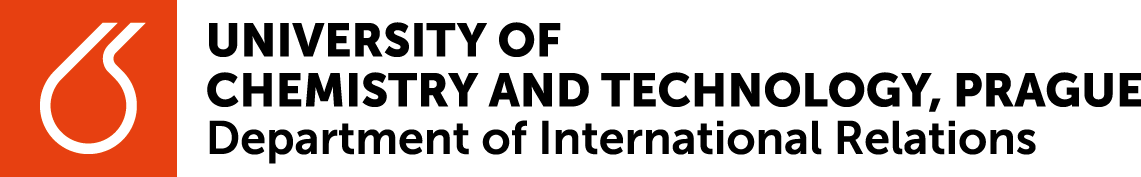 UNIVERSITY OF
CHEMISTRY AND TECHNOLOGY, PRAGUE
Department of International Relations